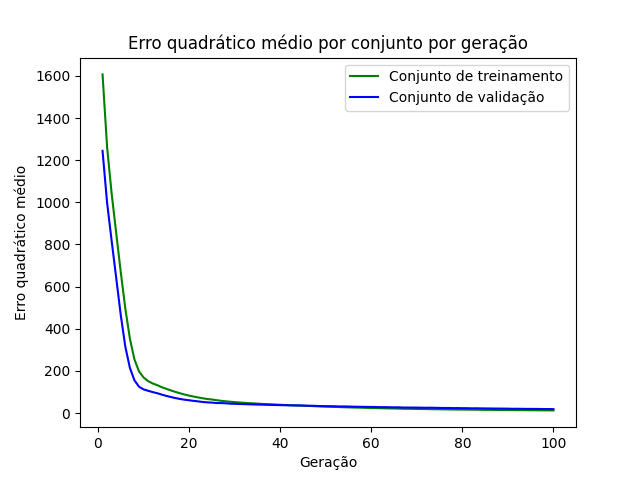 Erro quadrático médio por conjunto por geração
Conjunto de treinamento
Conjunto de validação
Erro quadrático médio
1600
1400
1200
1000
800
600
400
200
0
0 20 40 60 80 100
Geração